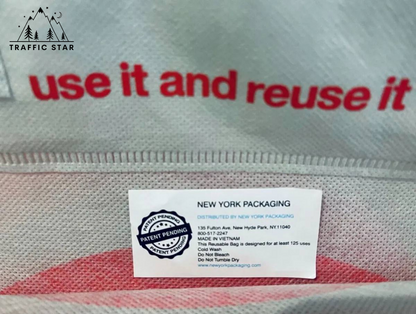 TRAFFIC STAR
use it and reuse it
NEW YORK PACKAGING
DISTRIBUTED BY NEW YORK PACKAGING
PATENT PENDING
PATENT PENDING
PATENT PENDING
135 Fulton Ave, New Hyde Park, NY11040
800-517-2247
MADE IN VIETNAM
This Reusable Bag is designed for at least 125 uses
Cold Wash
Do Not Bleach
Do Not Tumble Dry
www.newyorkpackaging.com